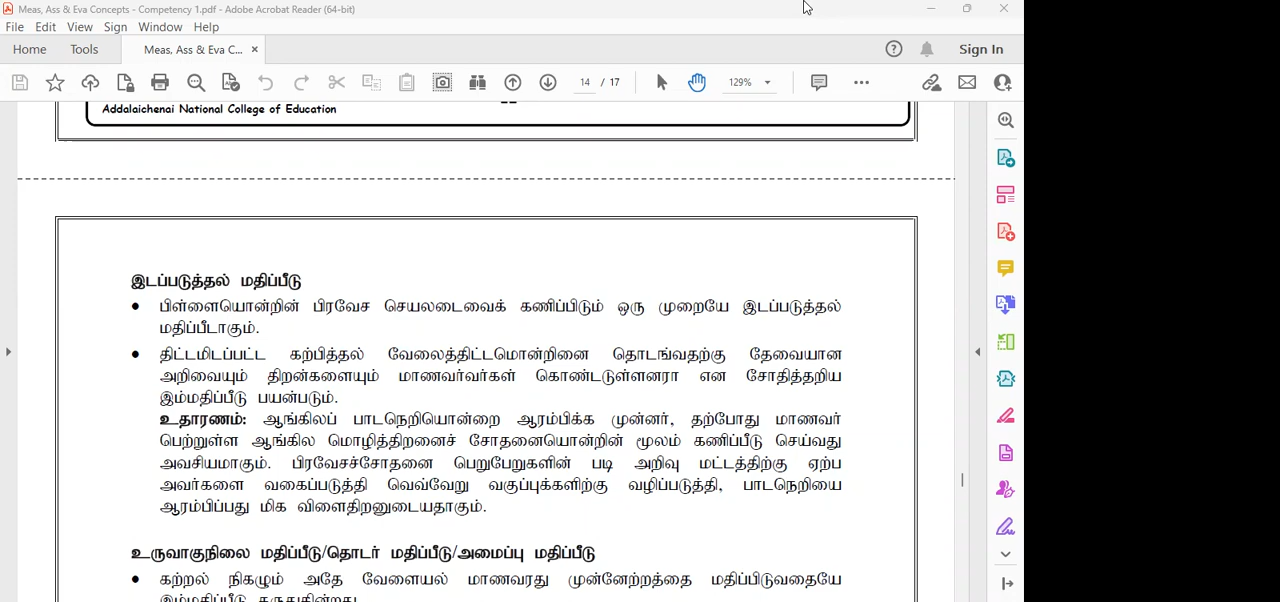 Meas, Ass & Eva Concepts - Competency 1.pdf - Adobe Acrobat Reader (64-bit)
File Edit View Sign Window Help
Home Tools Meas, Ass & Eva C... × Sign In
14 / 17 129%
Addalaichenai National College of Education
இடப்படுத்தல் மதிப்பீடு
• பிள்ளையொன்றின் பிரவேச செயலடைவைக் கணிப்பிடும் ஒரு முறையே இடப்படுத்தல்
மதிப்பீடாகும்.
• திட்டமிடப்பட்ட கற்பித்தல் வேலைத்திட்டமொன்றினை தொடங்வதற்கு தேவையான
அறிவையும் திறன்களையும் மாணவர்வர்கள் கொண்டடுள்ளனரா என சோதித்தறிய
இம்மதிப்பீடு பயன்படும்.
உதாரணம்: ஆங்கிலப் பாடநெறியொன்றை ஆரம்பிக்க முன்னர், தற்போது மாணவர்
பெற்றுள்ள ஆங்கில மொழித்திறனைச் சோதனையொன்றின் மூலம் கணிப்பீடு செய்வது
அவசியமாகும். பிரவேசச்சோதனை பெறுபேறுகளின் படி அறிவு மட்டத்திற்கு ஏற்ப
அவர்களை வகைப்படுத்தி வெவ்வேறு வகுப்புக்களிற்கு வழிப்படுத்தி, பாடநெறியை
ஆரம்பிப்பது மிக விளைதிறனுடையதாகும்.
உருவாகுநிலை மதிப்பீடு/தொடர் மதிப்பீடு/அமைப்பு மதிப்பீடு
• கற்றல் நிகழும் அதே வேளையல் மாணவரது முன்னேற்றத்தை மதிப்பிடுவதையே